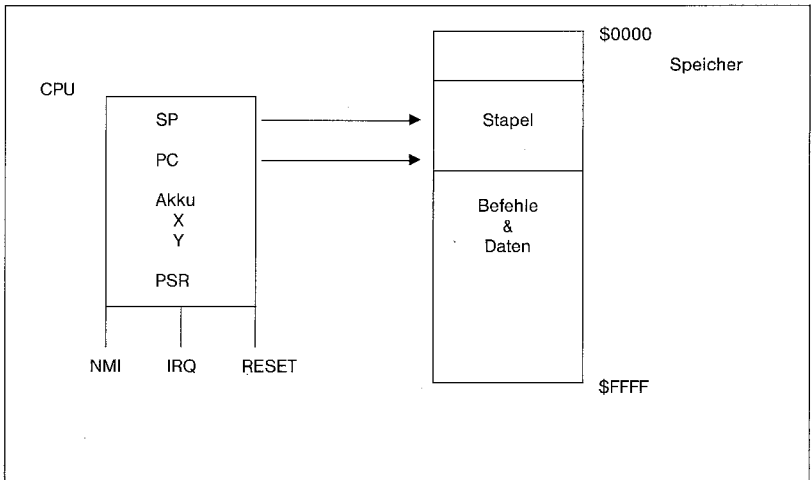 $0000
Speicher
CPU
SP
Stapel
PC
Akku
X
Y
Befehle
&
Daten
PSR
NMI
IRQ
RESET
$FFFF